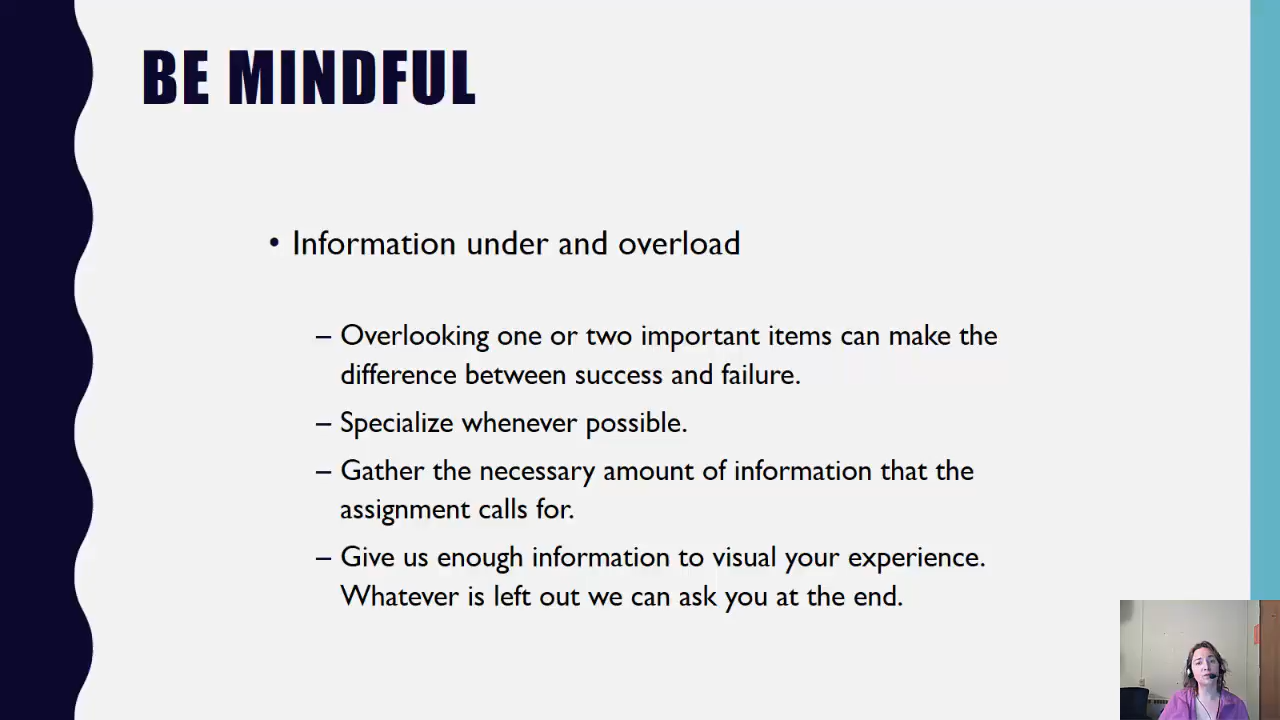 BE MINDFUL
• Information under and overload
– Overlooking one or two important items can make the
difference between success and failure.
– Specialize whenever possible.
– Gather the necessary amount of information that the
assignment calls for.
– Give us enough information to visual your experience.
Whatever is left out we can ask you at the end.